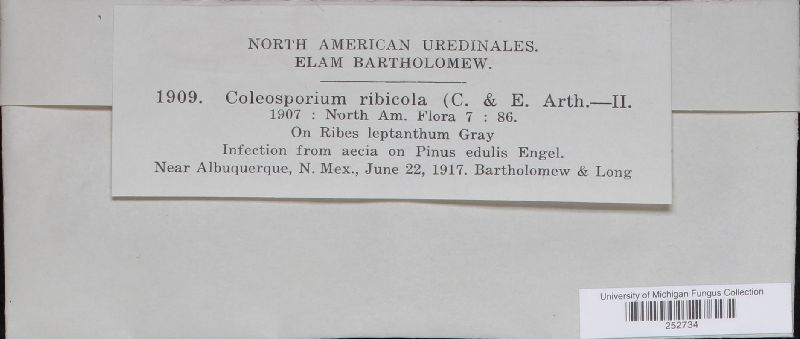 NORTH AMERICAN UREDINALES.
ELAM BARTHOLOMEW.
1909. Coleosporium ribicola (C. & E. Arth.—II.
1907 : North Am. Flora 7 : 86.
On Ribes leptanthum Gray
Infection from aecia on Pinus edulis Engel.
Near Albuquerque, N. Mex., June 22, 1917. Bartholomew & Long
University of Michigan Fungus Collection
252734